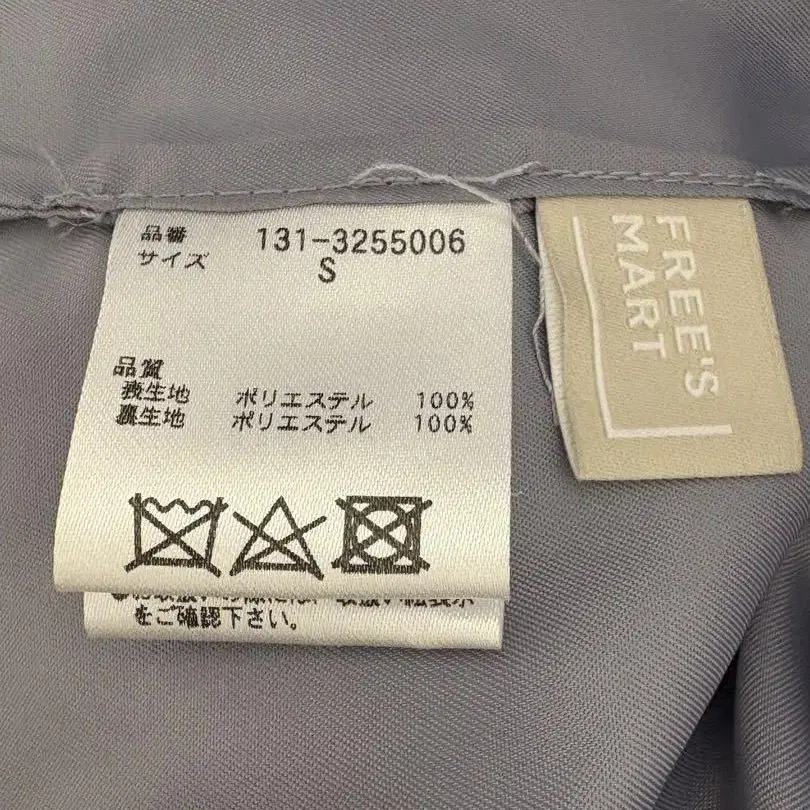 品番 131-3255006
サイズ S
品質
表生地 ポリエステル 100%
裏生地 ポリエステル 100%
をご確認下さい。
FREE'S
MART